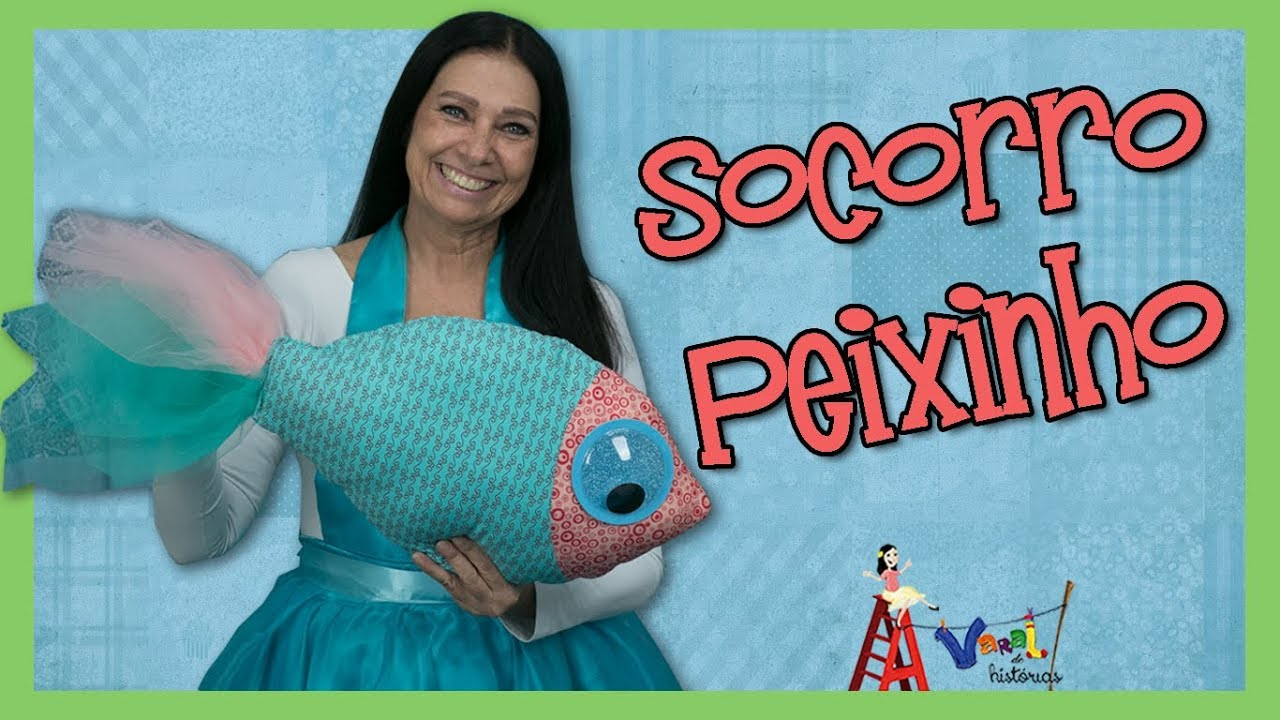 Socorro
Peixinho
Varal
de
histórias